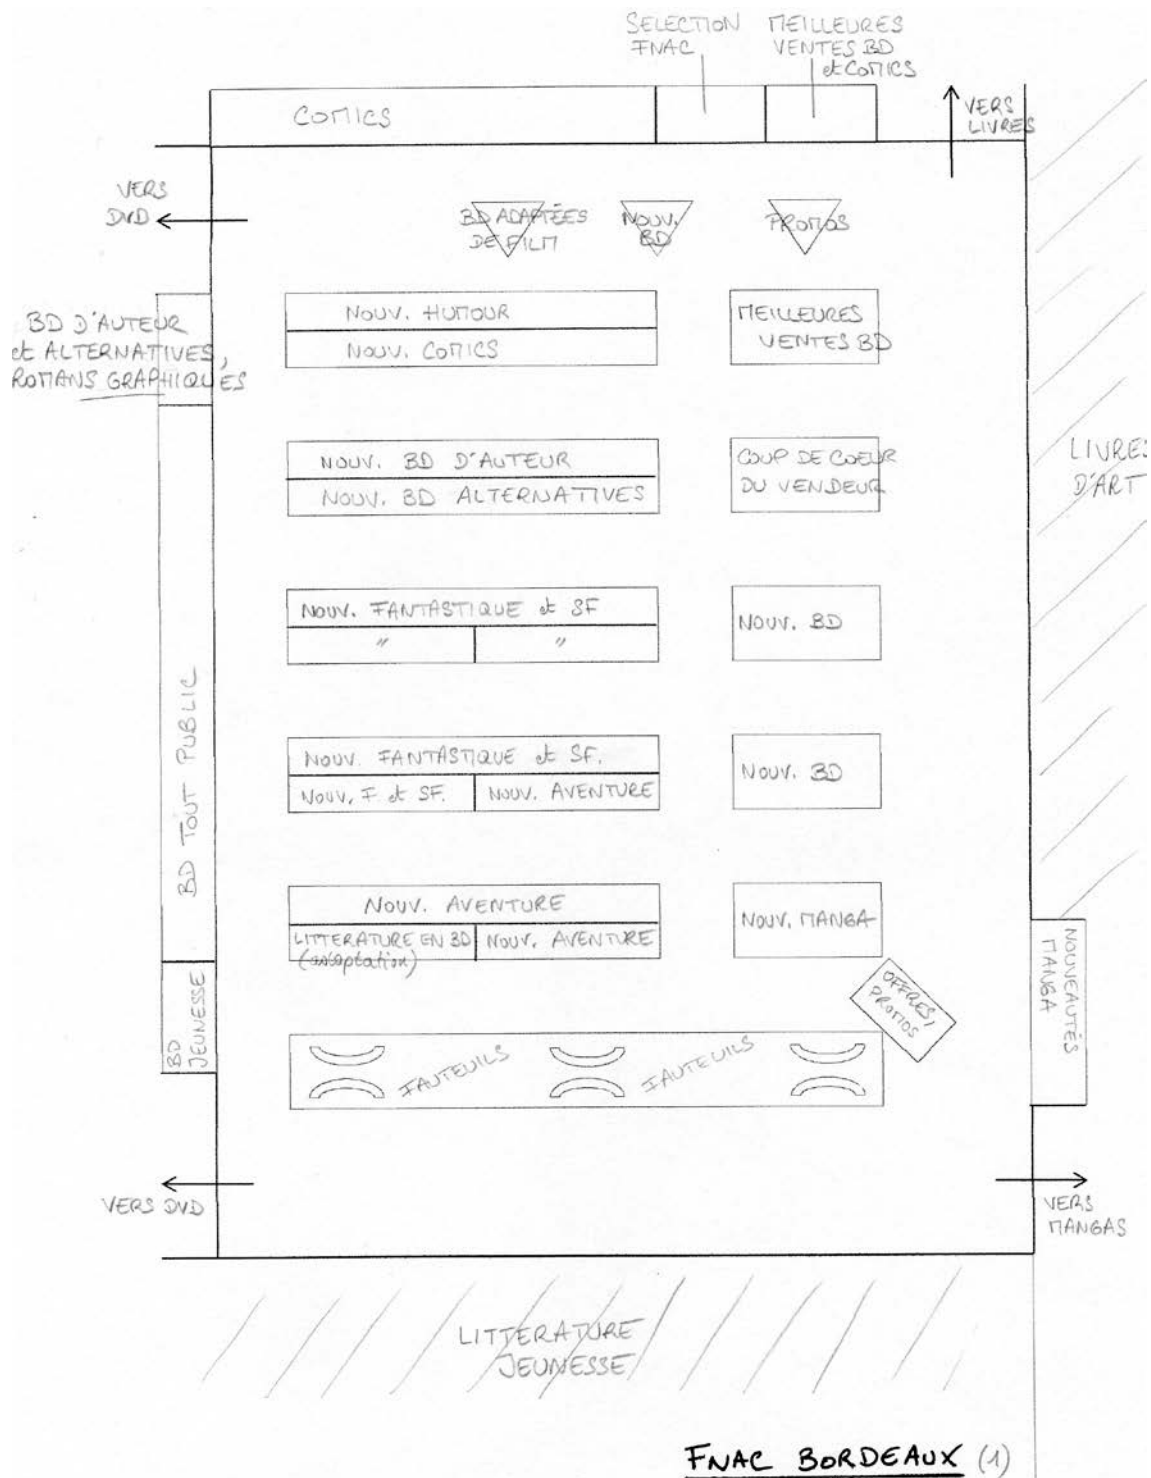 SELECTION
FNAC
MEILLEURES
VENTES BD
et COMICS
COMICS
VERS
LIVRES
VERS
DVD
BD ADAPTÉES
DE FILM
NOUV.
BD
PROMOS
BD D'AUTEUR
et ALTERNATIVES,
ROMANS GRAPHIQUES
NOUV. HUMOUR
NOUV. COMICS
MEILLEURES
VENTES BD
NOUV. BD D'AUTEUR
NOUV. BD ALTERNATIVES
COUP DE COEUR
DU VENDEUR
LIVRES
D'ART
NOUV. FANTASTIQUE et SF
" "
NOUV. BD
BD TOUT PUBLIC
NOUV. FANTASTIQUE et SF.
NOUV. F. et SF.
NOUV. AVENTURE
NOUV. BD
NOUV. AVENTURE
LITTERATURE EN BD
(adaptation)
NOUV. AVENTURE
NOUV. MANGA
NOUVEAUTÉS
MANGA
BD
JEUNESSE
OFFRES,
PROMOS
FAUTEUILS
FAUTEUILS
VERS DVD
VERS
MANGAS
LITTERATURE
JEUNESSE
FNAC BORDEAUX (1)